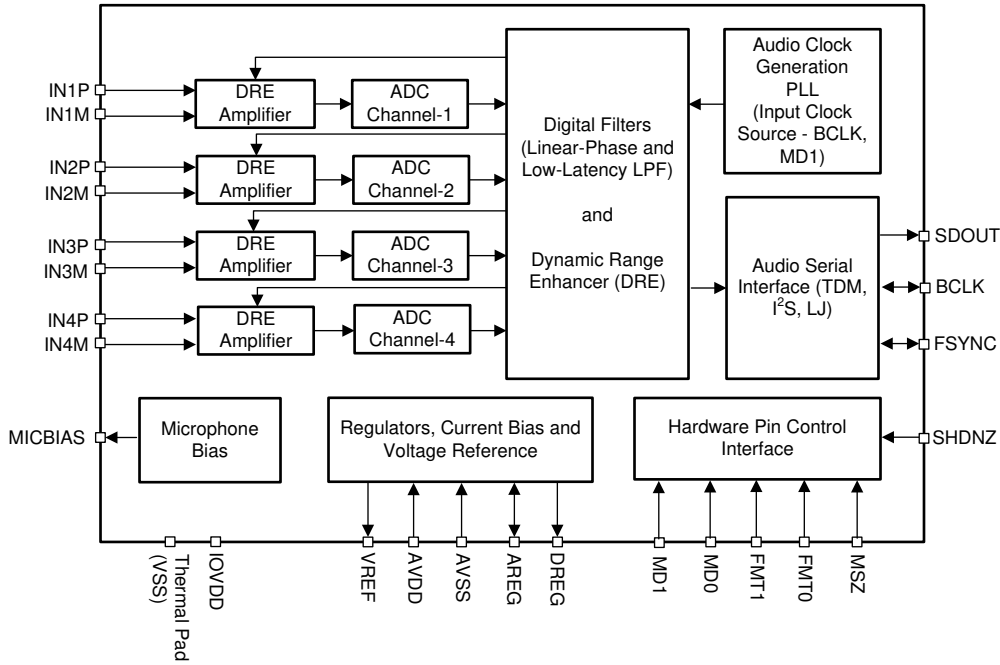 IN1P
IN1M
IN2P
IN2M
IN3P
IN3M
IN4P
IN4M
MICBIAS
DRE
Amplifier
ADC
Channel-1
DRE
Amplifier
ADC
Channel-2
DRE
Amplifier
ADC
Channel-3
DRE
Amplifier
ADC
Channel-4
Digital Filters
(Linear-Phase and
Low-Latency LPF)
and
Dynamic Range
Enhancer (DRE)
Audio Clock
Generation
PLL
(Input Clock
Source - BCLK,
MD1)
Audio Serial
Interface (TDM,
I²S, LJ)
SDOUT
BCLK
FSYNC
SHDNZ
Microphone
Bias
Regulators, Current Bias and
Voltage Reference
Hardware Pin Control
Interface
Thermal Pad
(VSS)
IOVDD
VREF
AVDD
AVSS
AREG
DREG
MD1
MD0
FMT1
FMT0
MSZ